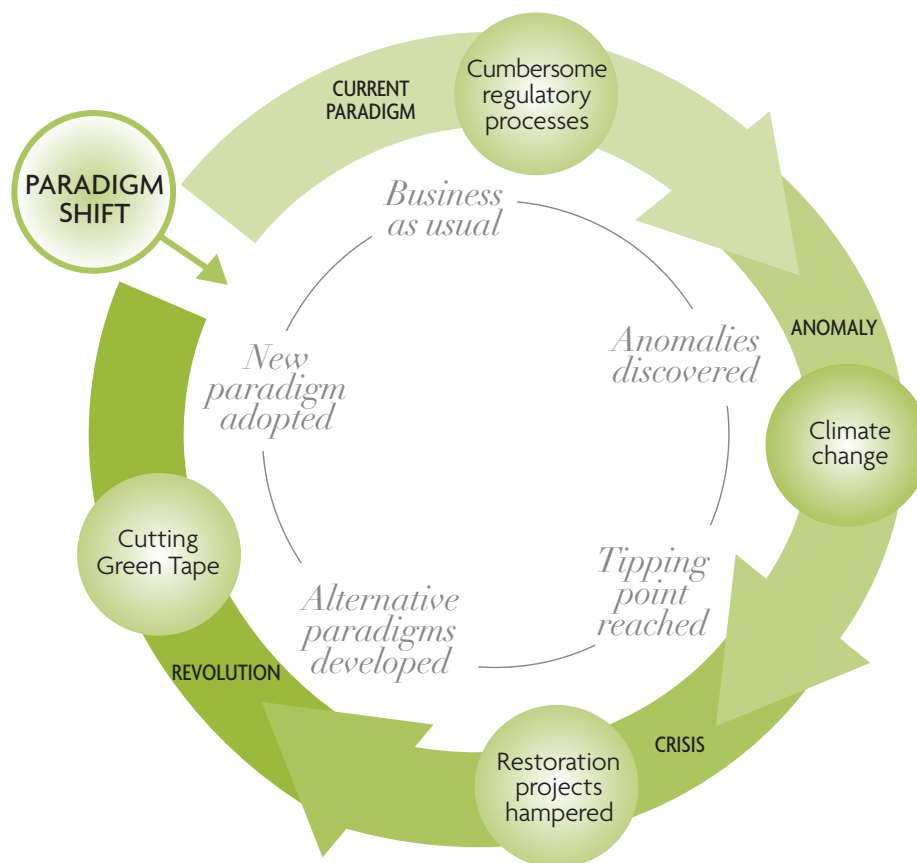 PARADIGM
SHIFT
CURRENT
PARADIGM
Cumbersome
regulatory
processes
Business
as usual
ANOMALY
Anomalies
discovered
Climate
change
Tipping
point
reached
CRISIS
Restoration
projects
hampered
Alternative
paradigms
developed
REVOLUTION
Cutting
Green Tape
New
paradigm
adopted